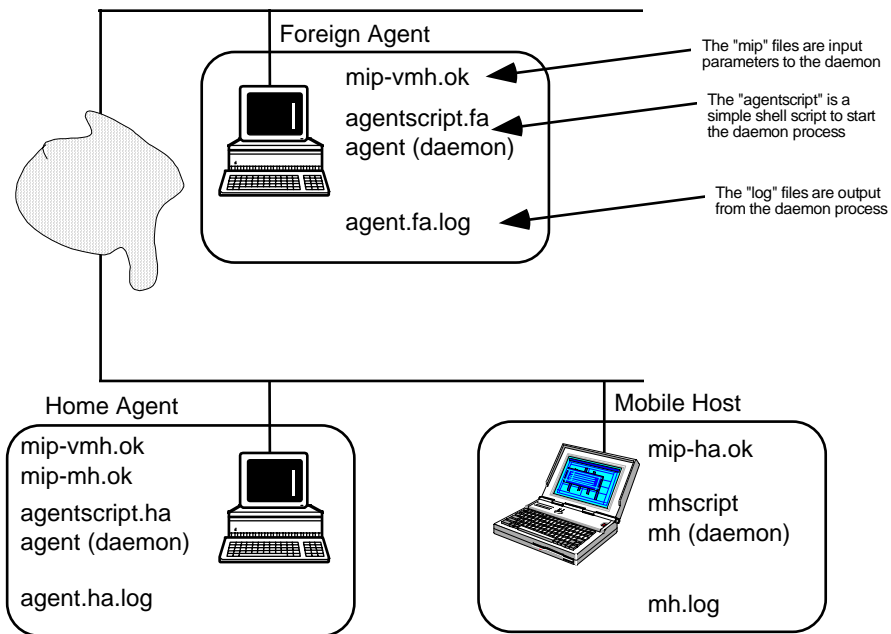 Foreign Agent
mip-vmh.ok
agentscript.fa
agent (daemon)
agent.fa.log
The "mip" files are input
parameters to the daemon
The "agentscript" is a
simple shell script to start
the daemon process
The "log" files are output
from the daemon process
Home Agent
mip-vmh.ok
mip-mh.ok
agentscript.ha
agent (daemon)
agent.ha.log
Mobile Host
mip-ha.ok
mhscript
mh (daemon)
mh.log